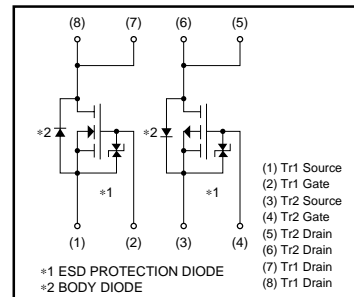 (8) (7) (6) (5)
∗2 ∗2
∗1 ∗1
(1) (2) (3) (4)
(1) Tr1 Source
(2) Tr1 Gate
(3) Tr2 Source
(4) Tr2 Gate
(5) Tr2 Drain
(6) Tr2 Drain
(7) Tr1 Drain
(8) Tr1 Drain
∗1 ESD PROTECTION DIODE
∗2 BODY DIODE